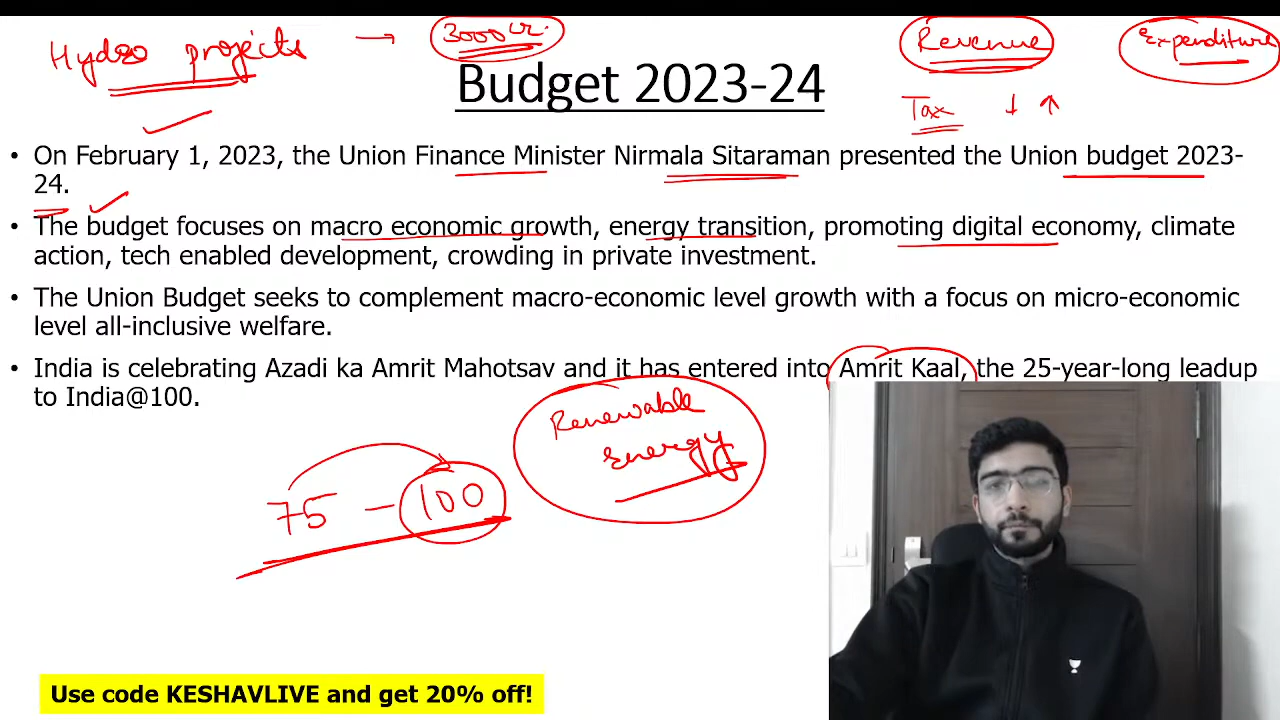 Hydro projects → 3000 cr.
Revenue
Expenditure
Budget 2023-24
Tax ↓ ↑
• On February 1, 2023, the Union Finance Minister Nirmala Sitaraman presented the Union budget 2023-
24.
• The budget focuses on macro economic growth, energy transition, promoting digital economy, climate
action, tech enabled development, crowding in private investment.
• The Union Budget seeks to complement macro-economic level growth with a focus on micro-economic
level all-inclusive welfare.
• India is celebrating Azadi ka Amrit Mahotsav and it has entered into Amrit Kaal, the 25-year-long leadup
to India@100.
Renewable
energy
75 - 100
Use code KESHAVLIVE and get 20% off!